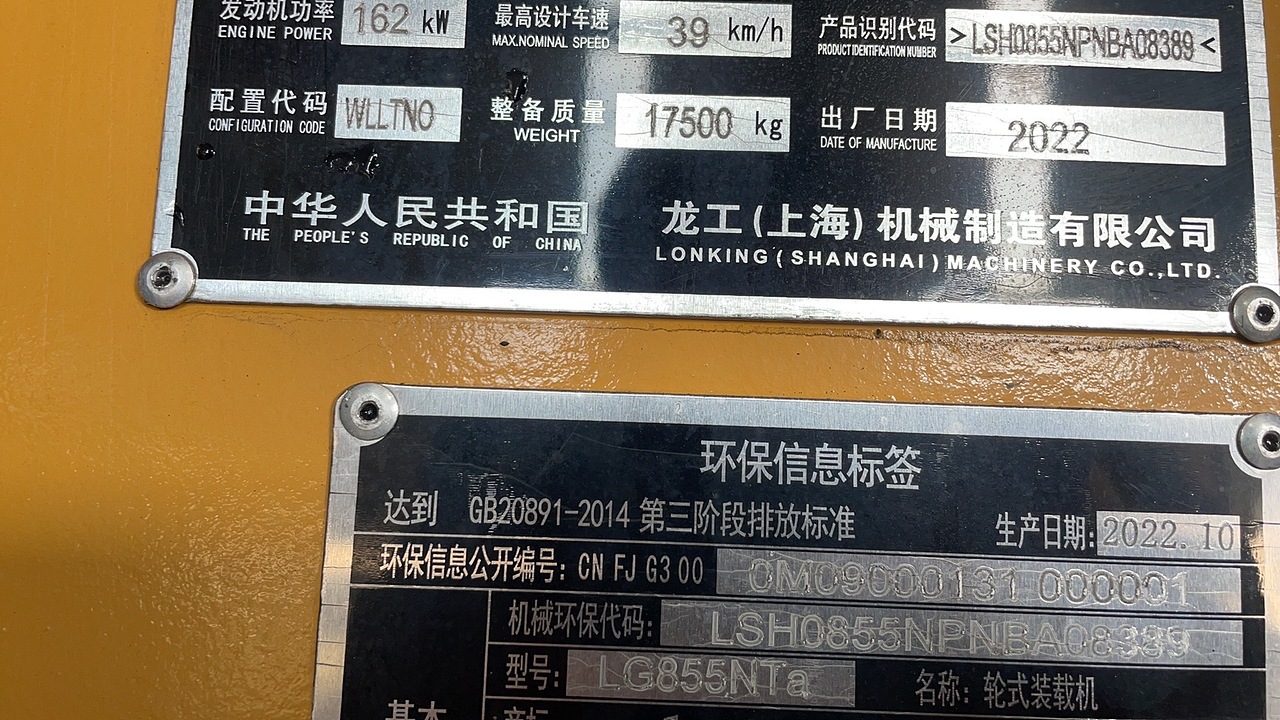 发动机功率 162 kW 最高设计车速 39 km/h 产品识别代码 >LSH0855NPNBA08389<
ENGINE POWER MAX.NOMINAL SPEED PRODUCT IDENTIFICATION NUMBER
配置代码 WLLTNO 整备质量 17500 kg 出厂日期 2022
CONFIGURATION CODE WEIGHT DATE OF MANUFACTURE
中华人民共和国 龙工(上海)机械制造有限公司
THE PEOPLE'S REPUBLIC OF CHINA LONKING(SHANGHAI)MACHINERY CO.,LTD.
环保信息标签
达到 GB20891-2014 第三阶段排放标准 生产日期:2022.10
环保信息公开编号: CN FJ G3 00 0M09000131 000001
机械环保代码: LSH0855NPNBA08389
型号: LG855NTa 名称: 轮式装载机
基本